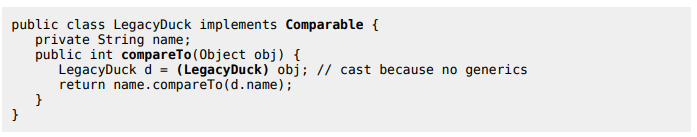 public class LegacyDuck implements Comparable {
   private String name;
   public int compareTo(Object obj) {
      LegacyDuck d = (LegacyDuck) obj; // cast because no generics
      return name.compareTo(d.name);
   }
}